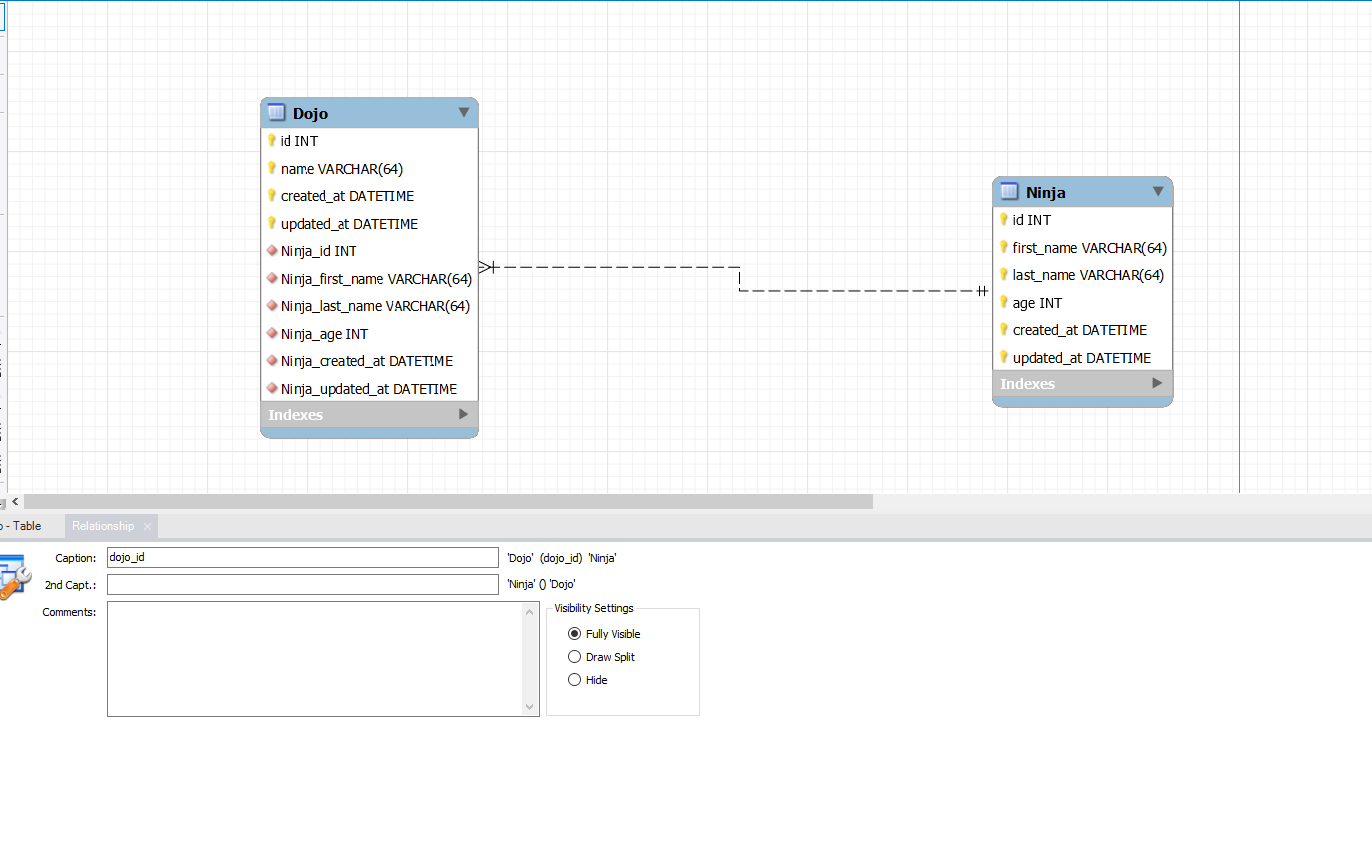 Dojo
id INT
name VARCHAR(64)
created_at DATETIME
updated_at DATETIME
Ninja_id INT
Ninja_first_name VARCHAR(64)
Ninja_last_name VARCHAR(64)
Ninja_age INT
Ninja_created_at DATETIME
Ninja_updated_at DATETIME
Indexes
Ninja
id INT
first_name VARCHAR(64)
last_name VARCHAR(64)
age INT
created_at DATETIME
updated_at DATETIME
Indexes
o - Table Relationship
Caption: dojo_id 'Dojo' (dojo_id) 'Ninja'
2nd Capt.: 'Ninja' () 'Dojo'
Comments: Visibility Settings
Fully Visible
Draw Split
Hide